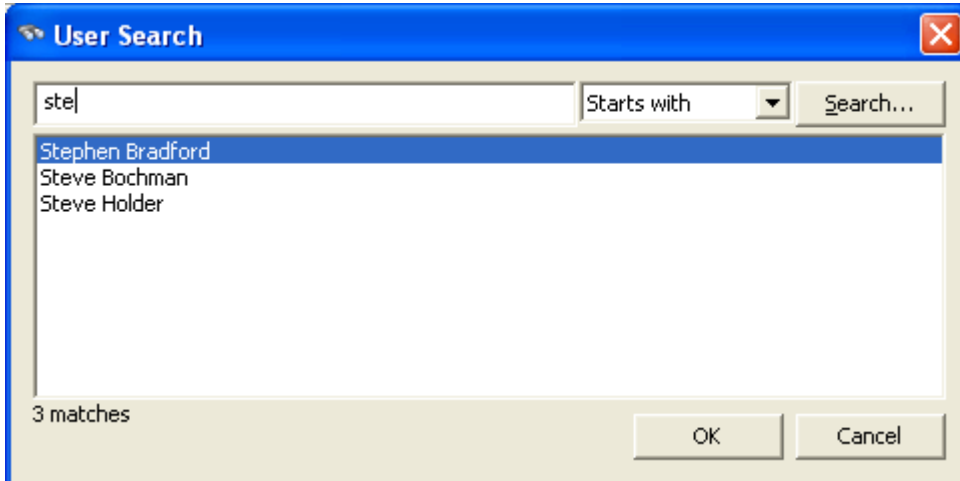 User Search
ste
Starts with
Search...
Stephen Bradford
Steve Bochman
Steve Holder
3 matches
OK
Cancel